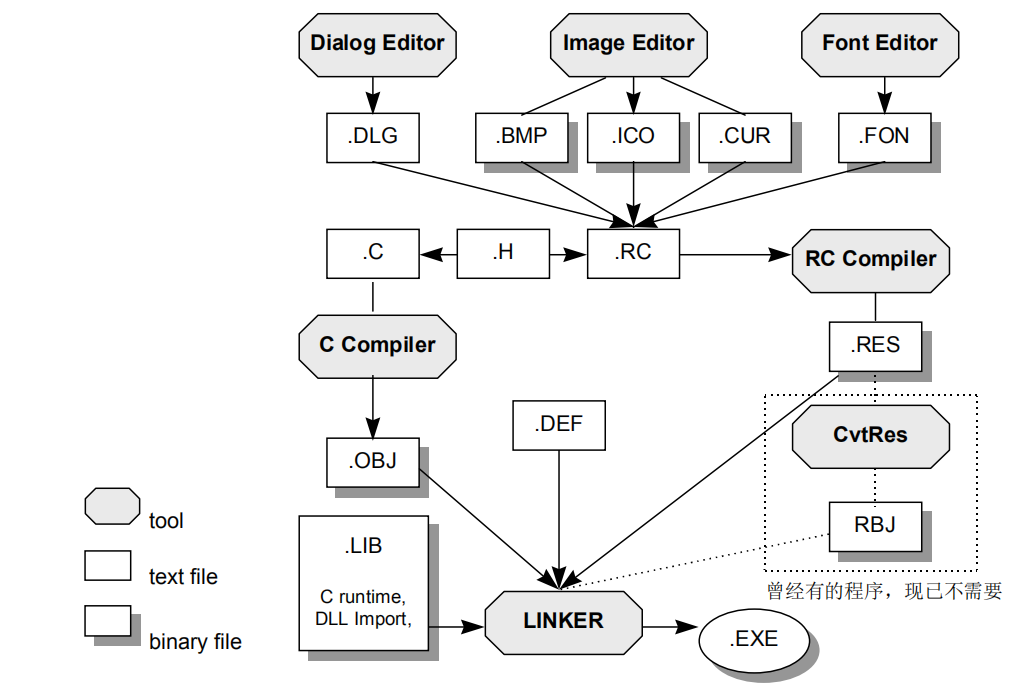 Dialog Editor
Image Editor
Font Editor
.DLG
.BMP
.ICO
.CUR
.FON
.C
.H
.RC
RC Compiler
C Compiler
.RES
.DEF
CvtRes
.OBJ
RBJ
tool
.LIB
text file
C runtime,
DLL Import,
曾经有的程序，现已不需要
LINKER
binary file
.EXE